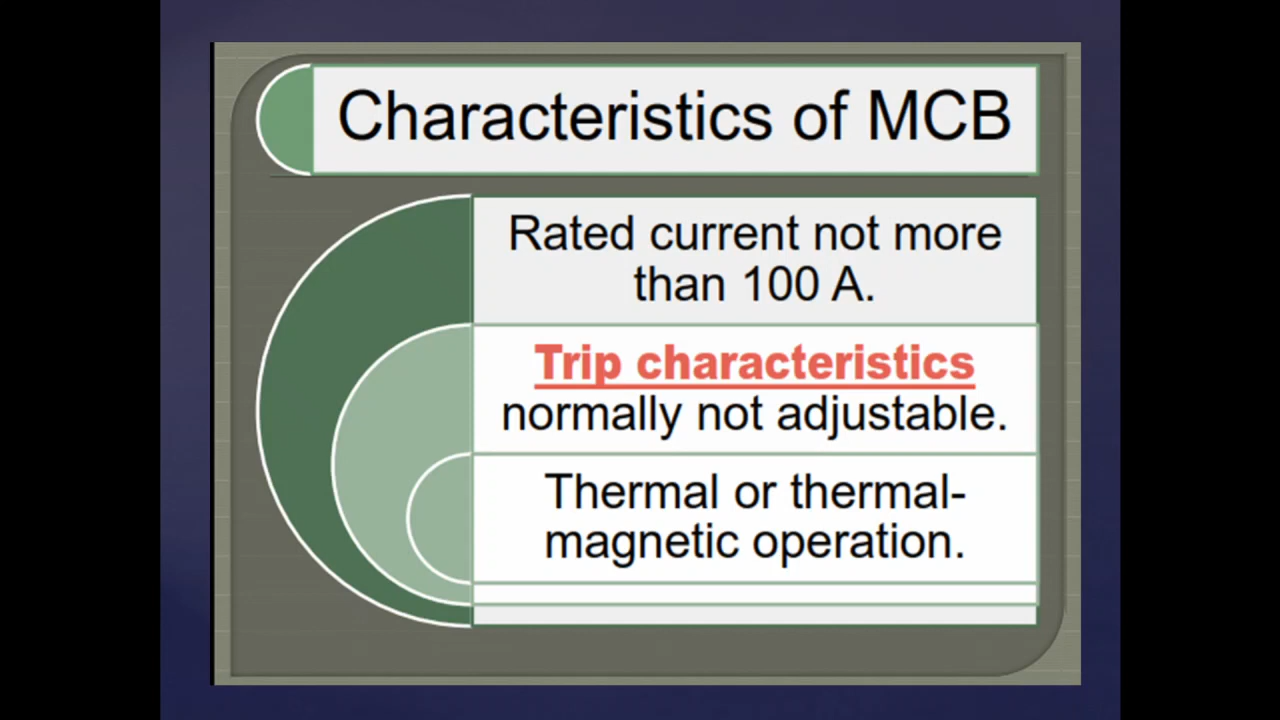 Characteristics of MCB
Rated current not more
than 100 A.
Trip characteristics
normally not adjustable.
Thermal or thermal-
magnetic operation.